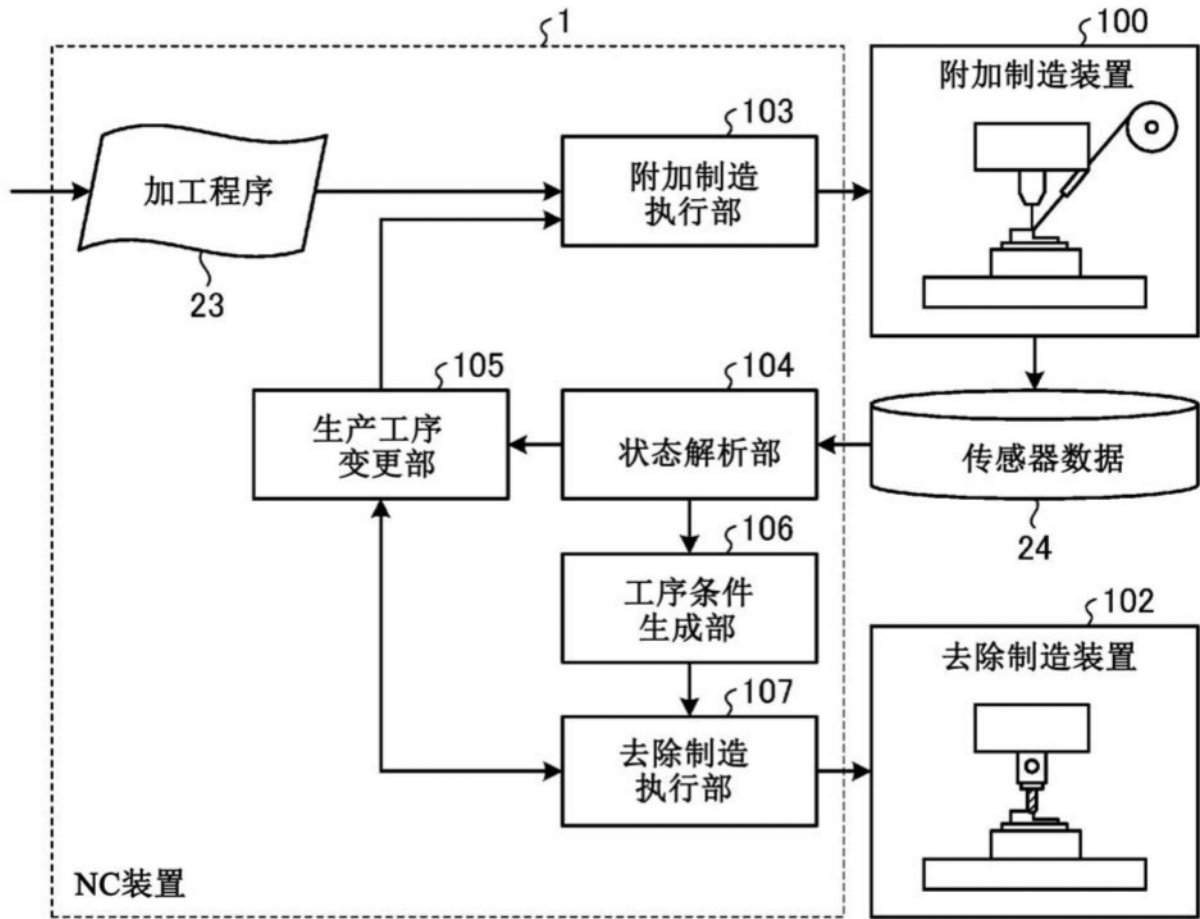 1
100
附加制造装置
103
加工程序
附加制造
执行部
23
105
104
生产工序
变更部
状态解析部
传感器数据
24
106
工序条件
生成部
102
去除制造装置
107
去除制造
执行部
NC装置